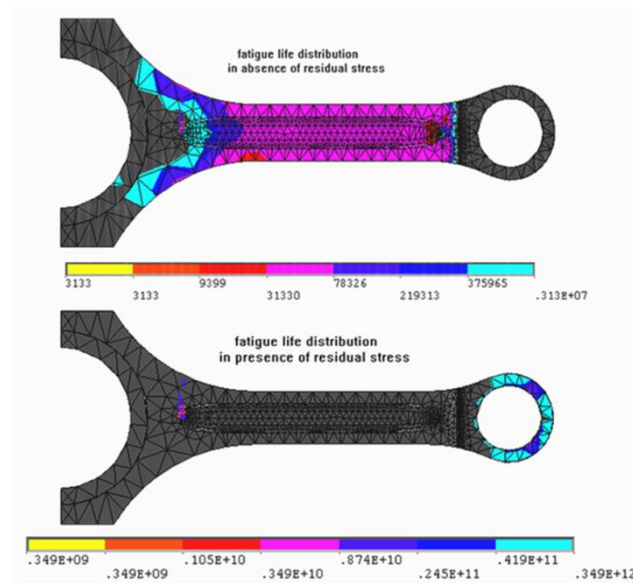 fatigue life distribution
in absence of residual stress
3133 9399 78326 375965
3133 31330 219313 .313E+07
fatigue life distribution
in presence of residual stress
.349E+09 .105E+10 .874E+10 .419E+11
.349E+09 .349E+10 .245E+11 .349E+12